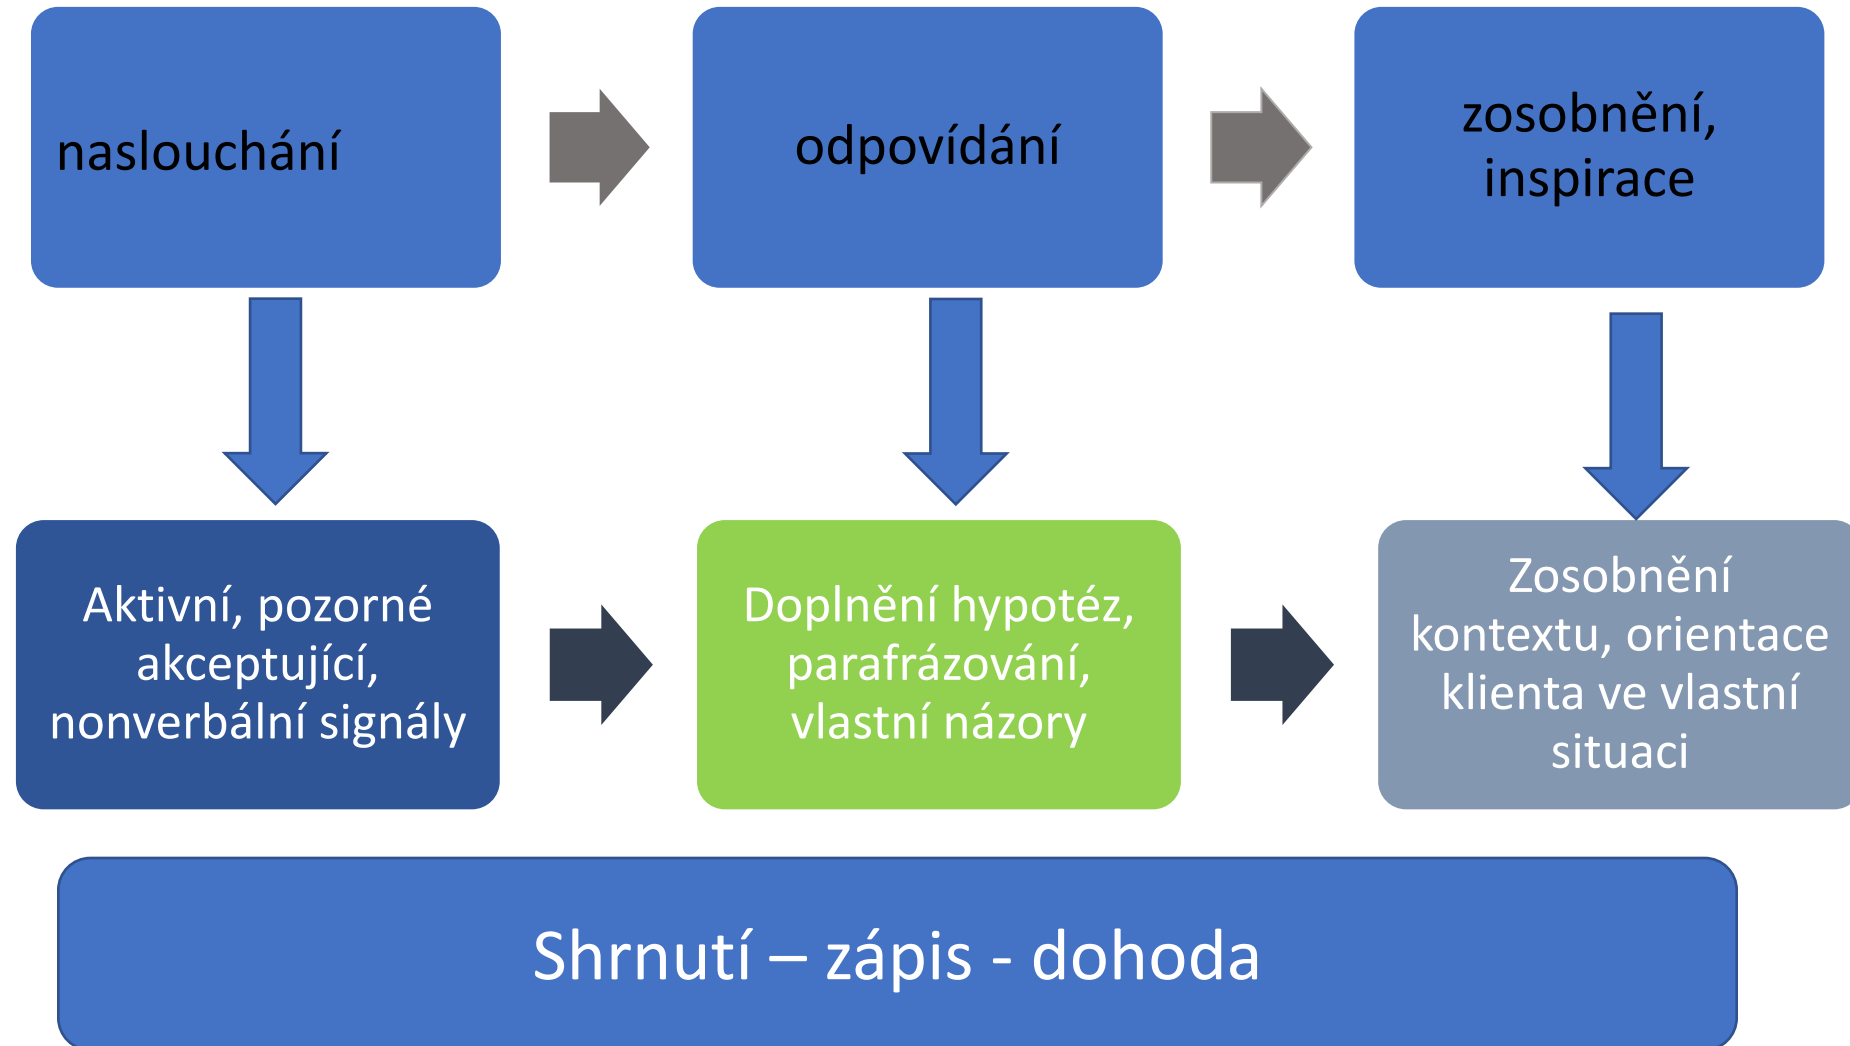 naslouchání
odpovídání
zosobnění,
inspirace
Aktivní, pozorné
akceptující,
nonverbální signály
Doplnění hypotéz,
parafrázování,
vlastní názory
Zosobnění
kontextu, orientace
klienta ve vlastní
situaci
Shrnutí – zápis - dohoda